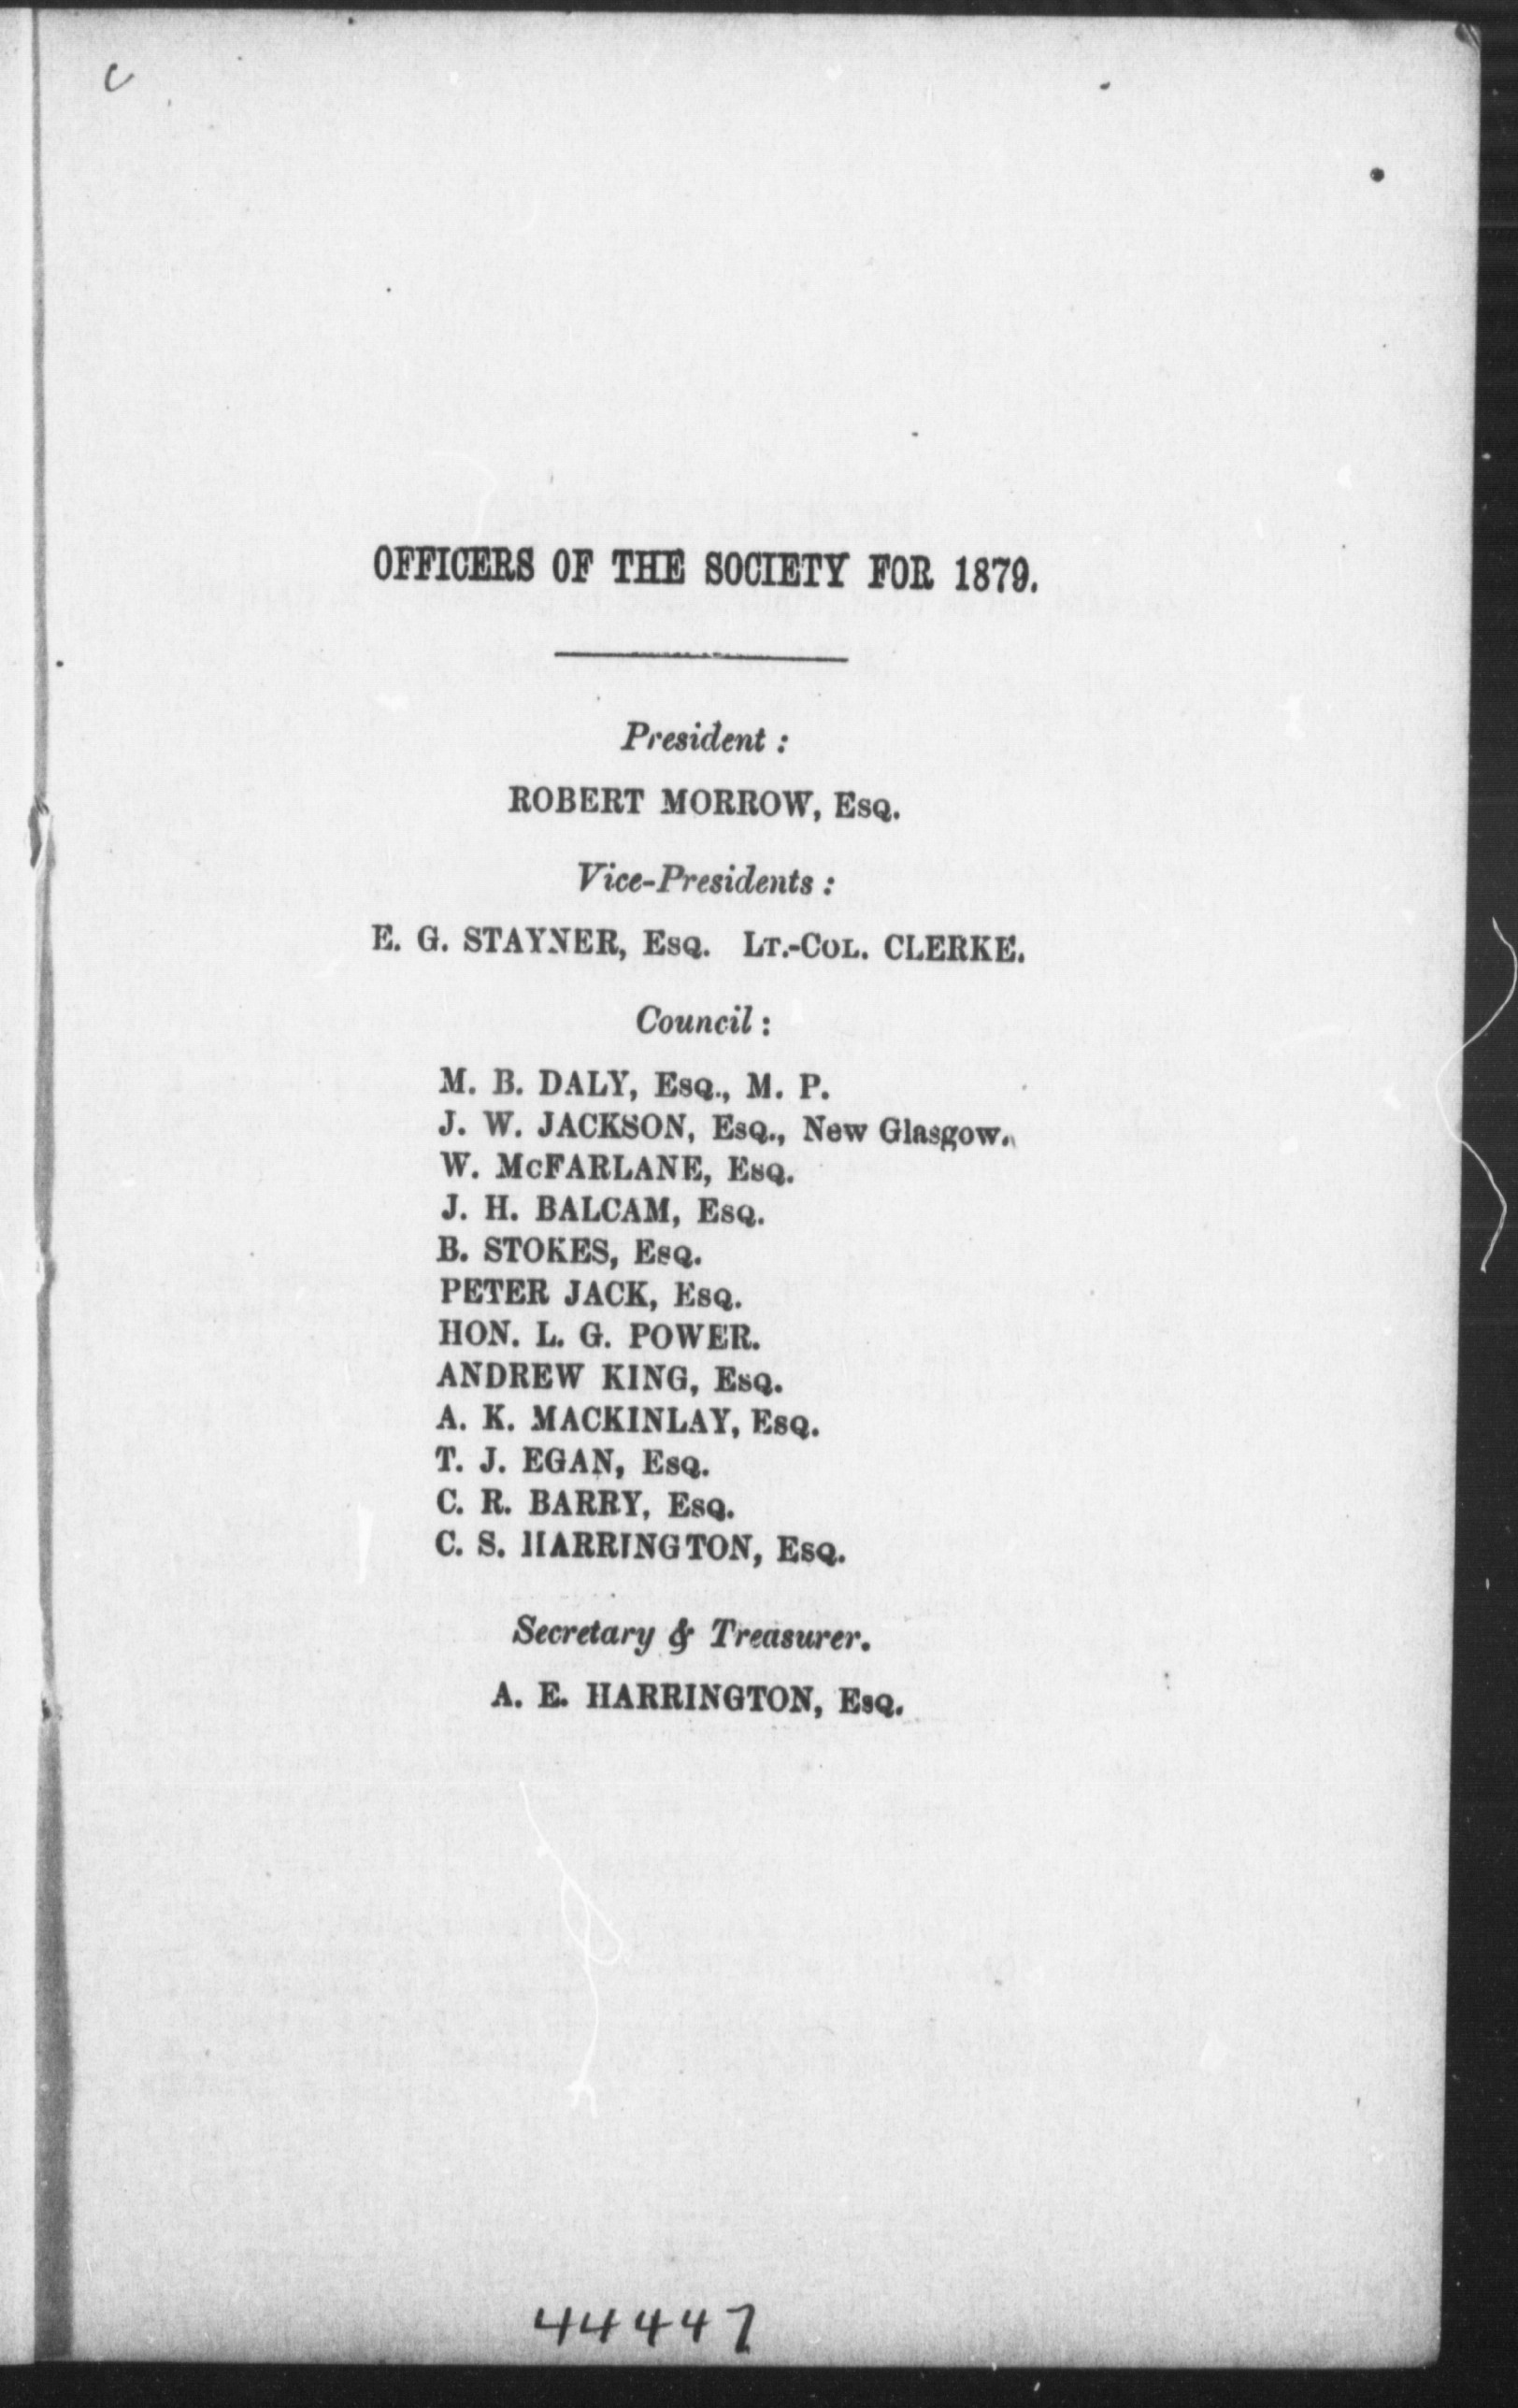 OFFICERS OF THE SOCIETY FOR 1879.
President :
ROBERT MORROW, ESQ.
Vice-Presidents :
E. G. STAYNER, ESQ. LT.-COL. CLERKE.
Council :
M. B. DALY, ESQ., M. P.
J. W. JACKSON, ESQ., New Glasgow.
W. McFARLANE, ESQ.
J. H. BALCAM, ESQ.
B. STOKES, ESQ.
PETER JACK, ESQ.
HON. L. G. POWER.
ANDREW KING, ESQ.
A. K. MACKINLAY, ESQ.
T. J. EGAN, ESQ.
C. R. BARRY, ESQ.
C. S. HARRINGTON, ESQ.
Secretary & Treasurer.
A. E. HARRINGTON, ESQ.
44447